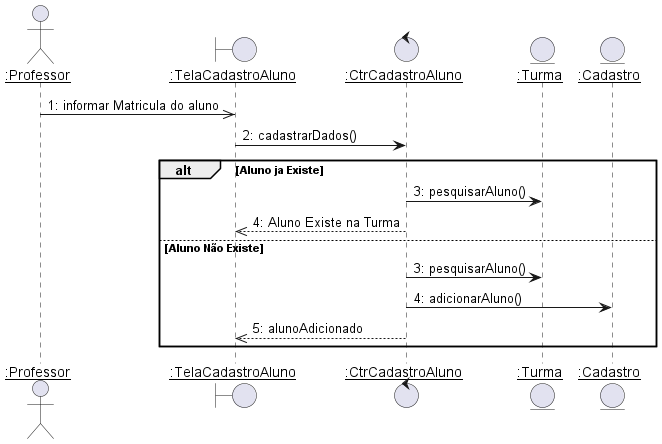 :Professor :TelaCadastroAluno :CtrCadastroAluno :Turma :Cadastro
1: informar Matricula do aluno
2: cadastrarDados()
alt [Aluno ja Existe]
3: pesquisarAluno()
4: Aluno Existe na Turma
[Aluno Não Existe]
3: pesquisarAluno()
4: adicionarAluno()
5: alunoAdicionado
:Professor :TelaCadastroAluno :CtrCadastroAluno :Turma :Cadastro